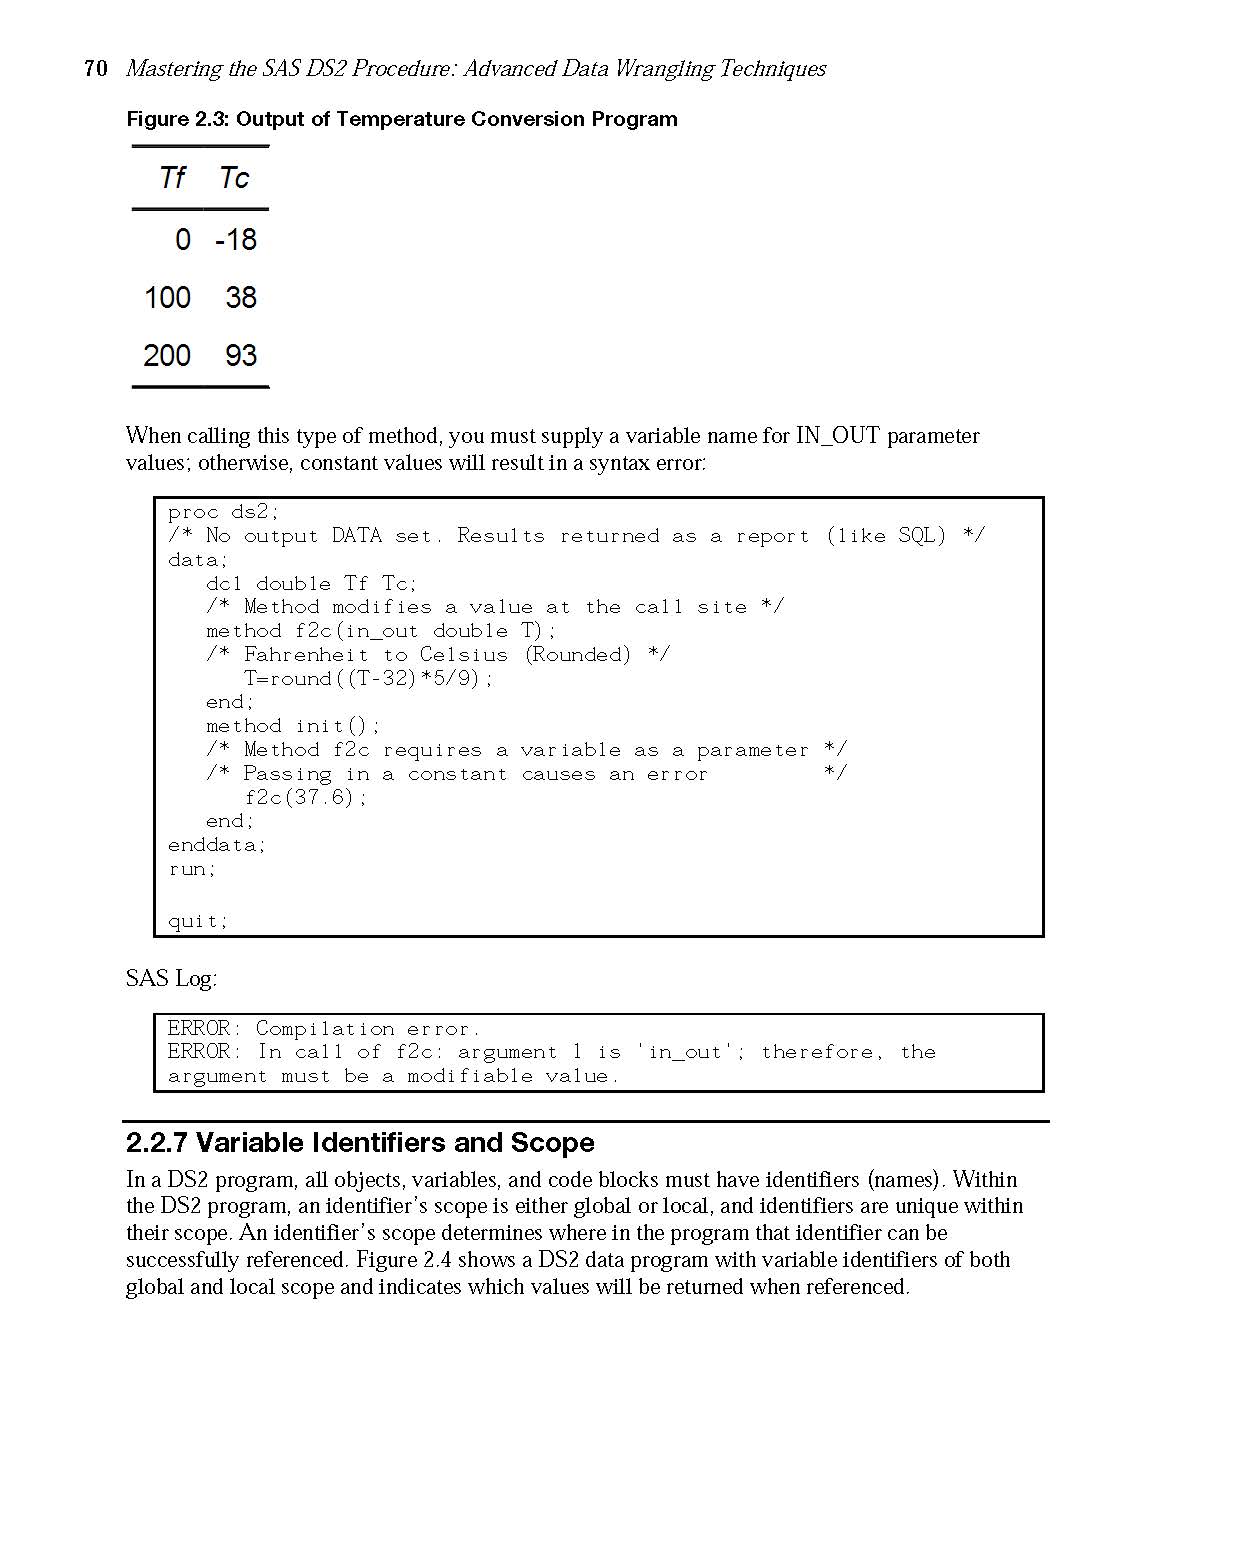 70 Mastering the SAS DS2 Procedure: Advanced Data Wrangling Techniques
Figure 2.3: Output of Temperature Conversion Program
Tf Tc
0 -18
100 38
200 93
When calling this type of method, you must supply a variable name for IN_OUT parameter
values; otherwise, constant values will result in a syntax error:
proc ds2;
/* No output DATA set. Results returned as a report (like SQL) */
data;
   dcl double Tf Tc;
   /* Method modifies a value at the call site */
   method f2c(in_out double T);
   /* Fahrenheit to Celsius (Rounded) */
      T=round((T-32)*5/9);
   end;
   method init();
   /* Method f2c requires a variable as a parameter */
   /* Passing in a constant causes an error         */
      f2c(37.6);
   end;
enddata;
run;
quit;
SAS Log:
ERROR: Compilation error.
ERROR: In call of f2c: argument 1 is 'in_out'; therefore, the
argument must be a modifiable value.
2.2.7 Variable Identifiers and Scope
In a DS2 program, all objects, variables, and code blocks must have identifiers (names). Within
the DS2 program, an identifier's scope is either global or local, and identifiers are unique within
their scope. An identifier's scope determines where in the program that identifier can be
successfully referenced. Figure 2.4 shows a DS2 data program with variable identifiers of both
global and local scope and indicates which values will be returned when referenced.